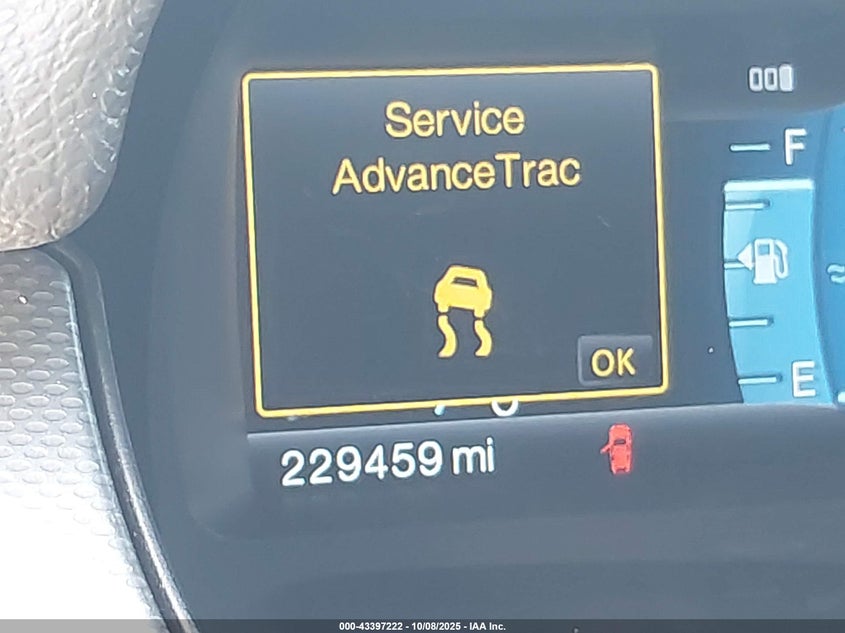 Service
AdvanceTrac
OK
F
E
229459 mi
000-43397222 - 10/08/2025 - IAA Inc.